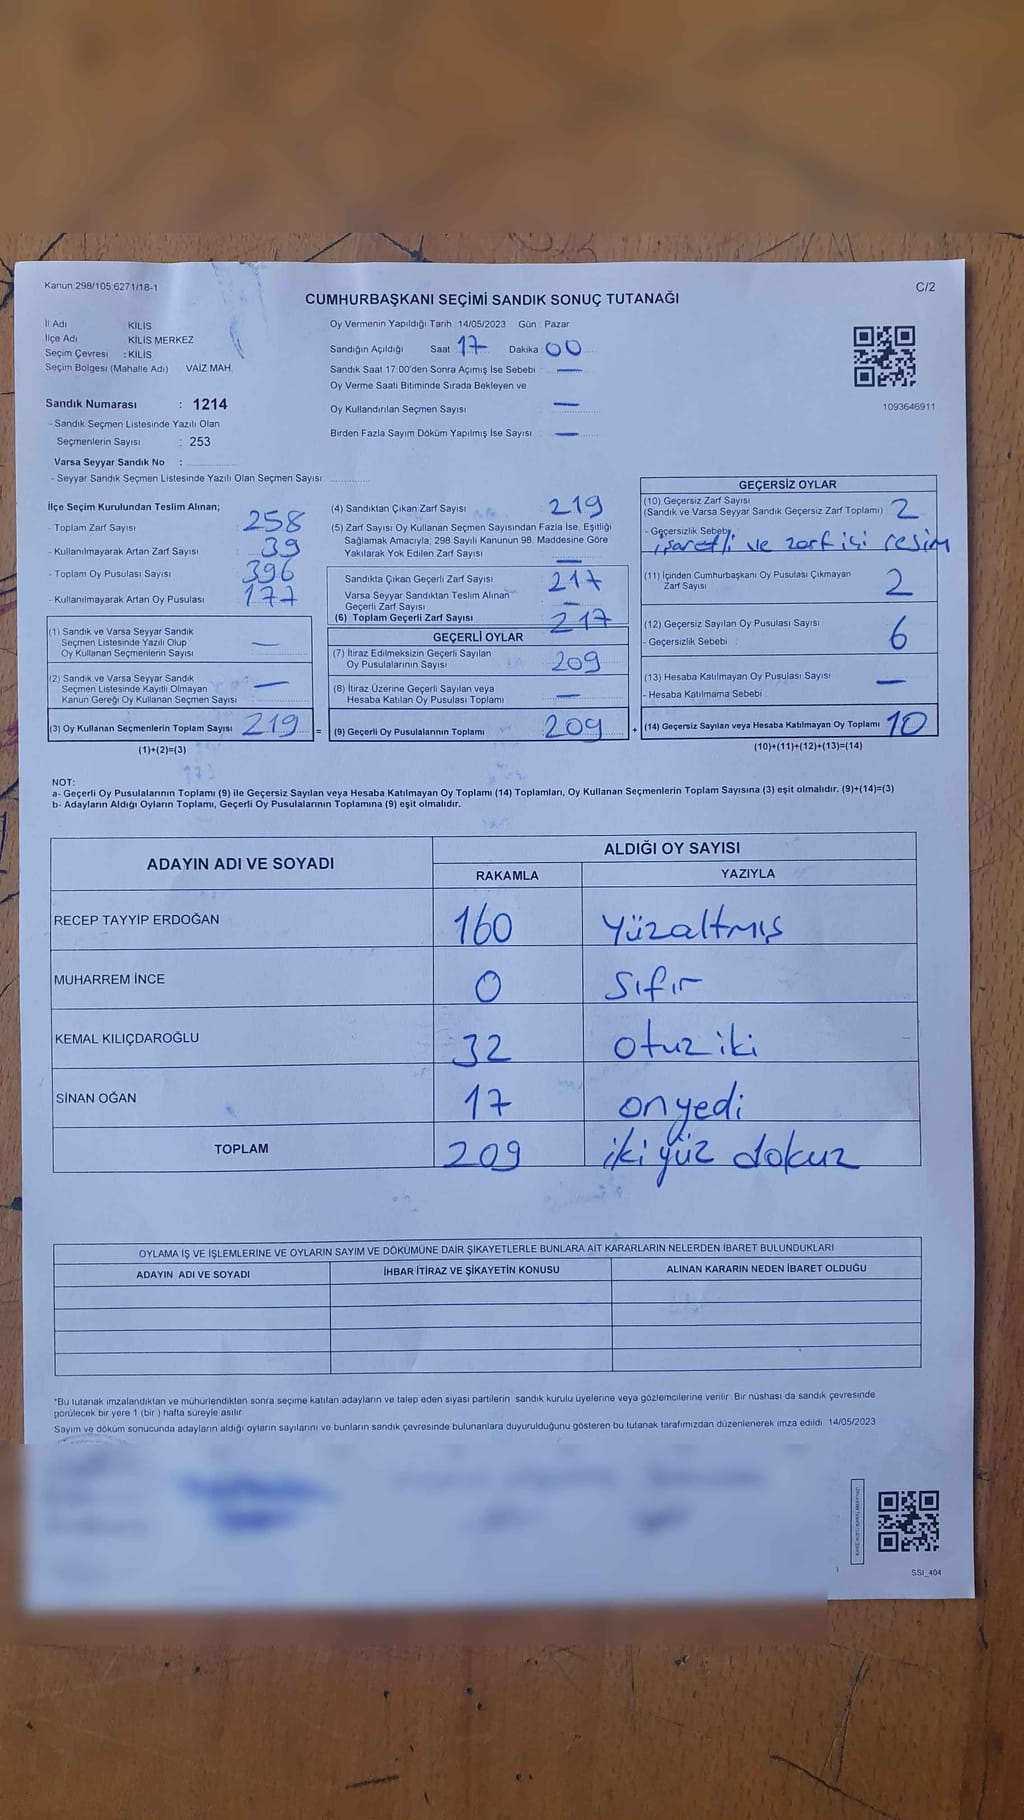 Kanun 298/105;6271/18-1
C/2
CUMHURBAŞKANI SEÇİMİ SANDIK SONUÇ TUTANAĞI
İl Adı KİLİS
İlçe Adı KİLİS MERKEZ
Seçim Çevresi : KİLİS
Seçim Bölgesi (Mahalle Adı) VAİZ MAH.
Sandık Numarası : 1214
- Sandık Seçmen Listesinde Yazılı Olan
Seçmenlerin Sayısı : 253
Varsa Seyyar Sandık No :
- Seyyar Sandık Seçmen Listesinde Yazılı Olan Seçmen Sayısı:
Oy Vermenin Yapıldığı Tarih : 14/05/2023 Gün : Pazar
Sandığın Açıldığı Saat 17 Dakika 00
Sandık Saat 17:00'den Sonra Açımış İse Sebebi : —
Oy Verme Saati Bitiminde Sırada Bekleyen ve
Oy Kullandırılan Seçmen Sayısı —
Birden Fazla Sayım Döküm Yapılmış İse Sayısı : —
1093646911
İlçe Seçim Kurulundan Teslim Alınan;
- Toplam Zarf Sayısı 258
- Kullanılmayarak Artan Zarf Sayısı 39
- Toplam Oy Pusulası Sayısı 396
- Kullanılmayarak Artan Oy Pusulası 177
(1) Sandık ve Varsa Seyyar Sandık
Seçmen Listesinde Yazılı Olup
Oy Kullanan Seçmenlerin Sayısı —
(2) Sandık ve Varsa Seyyar Sandık
Seçmen Listesinde Kayıtlı Olmayan
Kanun Gereği Oy Kullanan Seçmen Sayısı —
(3) Oy Kullanan Seçmenlerin Toplam Sayısı 219 =
(1)+(2)=(3)
(4) Sandıktan Çıkan Zarf Sayısı 219
(5) Zarf Sayısı Oy Kullanan Seçmen Sayısından Fazla İse, Eşitliği
Sağlamak Amacıyla; 298 Sayılı Kanunun 98. Maddesine Göre
Yakılarak Yok Edilen Zarf Sayısı —
Sandıkta Çıkan Geçerli Zarf Sayısı 217
Varsa Seyyar Sandıktan Teslim Alınan
Geçerli Zarf Sayısı —
(6) Toplam Geçerli Zarf Sayısı 217
GEÇERLİ OYLAR
(7) İtiraz Edilmeksizin Geçerli Sayılan
Oy Pusulalarının Sayısı 209
(8) İtiraz Üzerine Geçerli Sayılan veya
Hesaba Katılan Oy Pusulası Toplamı —
(9) Geçerli Oy Pusulalarının Toplamı 209 +
GEÇERSİZ OYLAR
(10) Geçersiz Zarf Sayısı
(Sandık ve Varsa Seyyar Sandık Geçersiz Zarf Toplamı) 2
- Geçersizlik Sebebi
işaretli ve zarf içi resim
(11) İçinden Cumhurbaşkanı Oy Pusulası Çıkmayan
Zarf Sayısı 2
(12) Geçersiz Sayılan Oy Pusulası Sayısı 6
- Geçersizlik Sebebi :
(13) Hesaba Katılmayan Oy Pusulası Sayısı —
- Hesaba Katılmama Sebebi :
(14) Geçersiz Sayılan veya Hesaba Katılmayan Oy Toplamı 10
(10)+(11)+(12)+(13)=(14)
NOT:
a- Geçerli Oy Pusulalarının Toplamı (9) ile Geçersiz Sayılan veya Hesaba Katılmayan Oy Toplamı (14) Toplamları, Oy Kullanan Seçmenlerin Toplam Sayısına (3) eşit olmalıdır. (9)+(14)=(3)
b- Adayların Aldığı Oyların Toplamı, Geçerli Oy Pusulalarının Toplamına (9) eşit olmalıdır.
ADAYIN ADI VE SOYADI ALDIĞI OY SAYISI
RAKAMLA YAZIYLA
RECEP TAYYİP ERDOĞAN 160 Yüzaltmış
MUHARREM İNCE 0 Sıfır
KEMAL KILIÇDAROĞLU 32 otuz iki
SİNAN OĞAN 17 onyedi
TOPLAM 209 iki yüz dokuz
OYLAMA İŞ VE İŞLEMLERİNE VE OYLARIN SAYIM VE DÖKÜMÜNE DAİR ŞİKAYETLERLE BUNLARA AİT KARARLARIN NELERDEN İBARET BULUNDUKLARI
ADAYIN ADI VE SOYADI İHBAR İTİRAZ VE ŞİKAYETİN KONUSU ALINAN KARARIN NEDEN İBARET OLDUĞU
*Bu tutanak imzalandıktan ve mühürlendikten sonra seçime katılan adayların ve talep eden siyasi partilerin sandık kurulu üyelerine veya gözlemcilerine verilir. Bir nüshası da sandık çevresinde
görülecek bir yere 1 (bir ) hafta süreyle asılır.
Sayım ve döküm sonucunda adayların aldığı oyların sayılarını ve bunların sandık çevresinde bulunanlara duyurulduğunu gösteren bu tutanak tarafımızdan düzenlenerek imza edildi. 14/05/2023
SSI_404